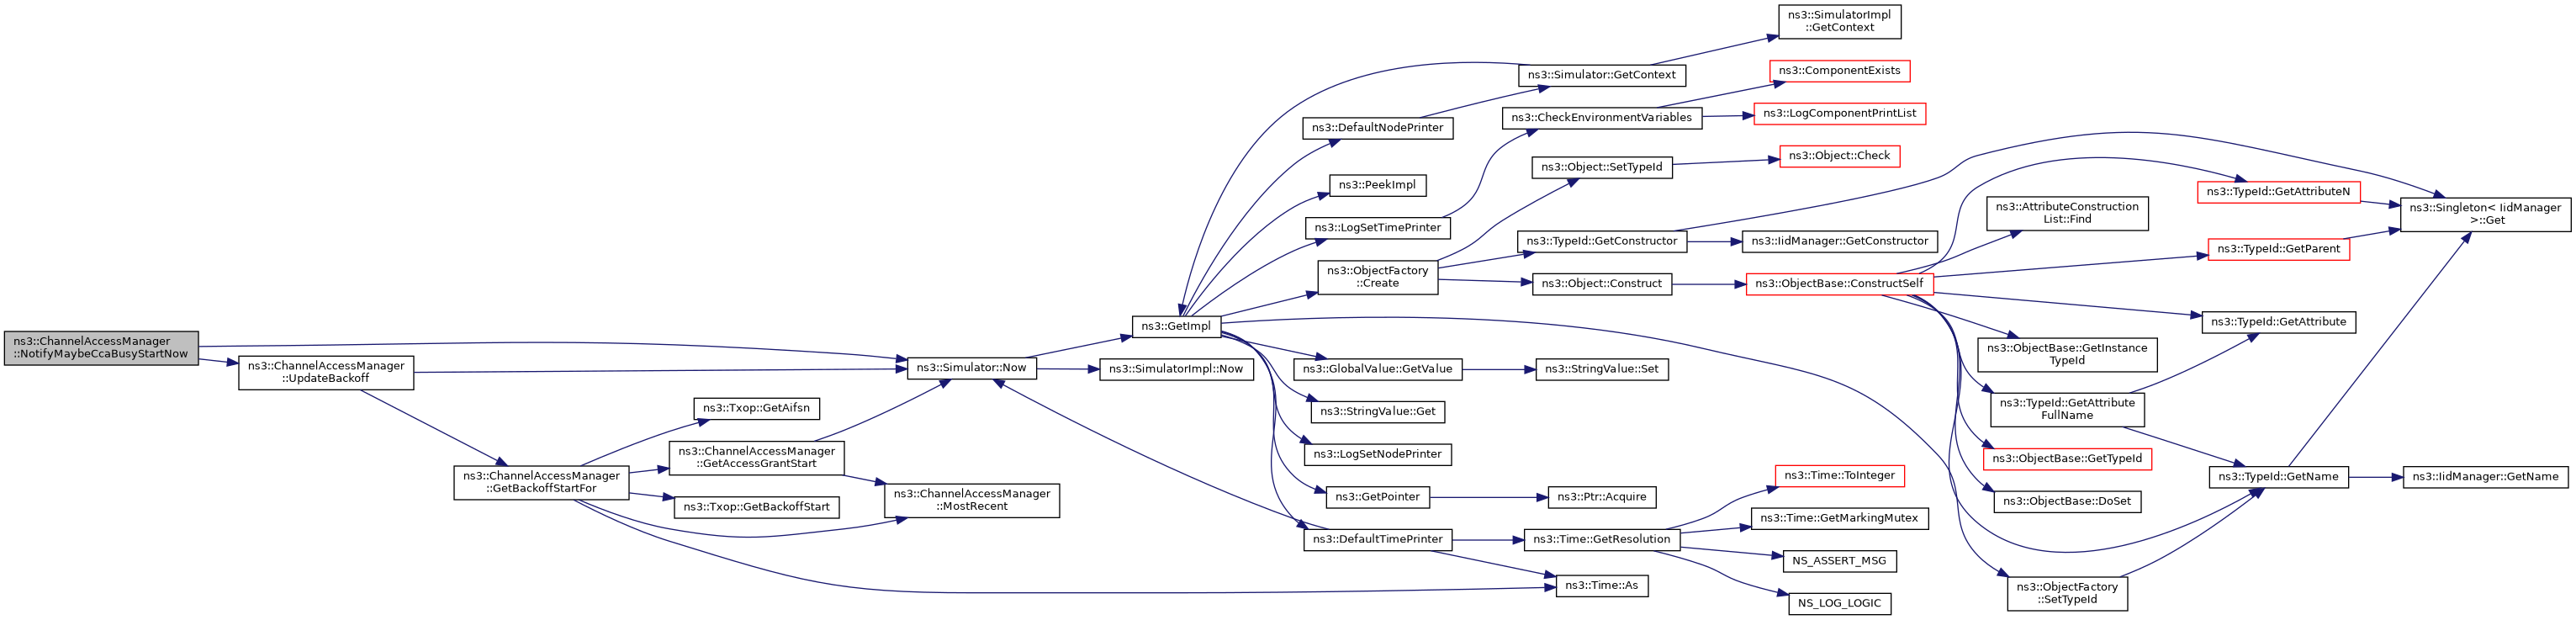 ns3::ChannelAccessManager
::NotifyMaybeCcaBusyStartNow
ns3::ChannelAccessManager
::UpdateBackoff
ns3::ChannelAccessManager
::GetBackoffStartFor
ns3::Txop::GetAifsn
ns3::ChannelAccessManager
::GetAccessGrantStart
ns3::Txop::GetBackoffStart
ns3::Simulator::Now
ns3::ChannelAccessManager
::MostRecent
ns3::GetImpl
ns3::SimulatorImpl::Now
ns3::DefaultNodePrinter
ns3::PeekImpl
ns3::LogSetTimePrinter
ns3::ObjectFactory
::Create
ns3::GlobalValue::GetValue
ns3::StringValue::Get
ns3::LogSetNodePrinter
ns3::GetPointer
ns3::DefaultTimePrinter
ns3::Simulator::GetContext
ns3::CheckEnvironmentVariables
ns3::Object::SetTypeId
ns3::TypeId::GetConstructor
ns3::Object::Construct
ns3::StringValue::Set
ns3::Ptr::Acquire
ns3::Time::GetResolution
ns3::Time::As
ns3::SimulatorImpl
::GetContext
ns3::ComponentExists
ns3::LogComponentPrintList
ns3::Object::Check
ns3::IidManager::GetConstructor
ns3::ObjectBase::ConstructSelf
ns3::Time::ToInteger
ns3::Time::GetMarkingMutex
NS_ASSERT_MSG
NS_LOG_LOGIC
ns3::AttributeConstruction
List::Find
ns3::ObjectBase::GetInstance
TypeId
ns3::TypeId::GetAttribute
FullName
ns3::ObjectBase::GetTypeId
ns3::ObjectBase::DoSet
ns3::ObjectFactory
::SetTypeId
ns3::TypeId::GetAttributeN
ns3::TypeId::GetParent
ns3::TypeId::GetAttribute
ns3::TypeId::GetName
ns3::Singleton< IidManager
>::Get
ns3::IidManager::GetName